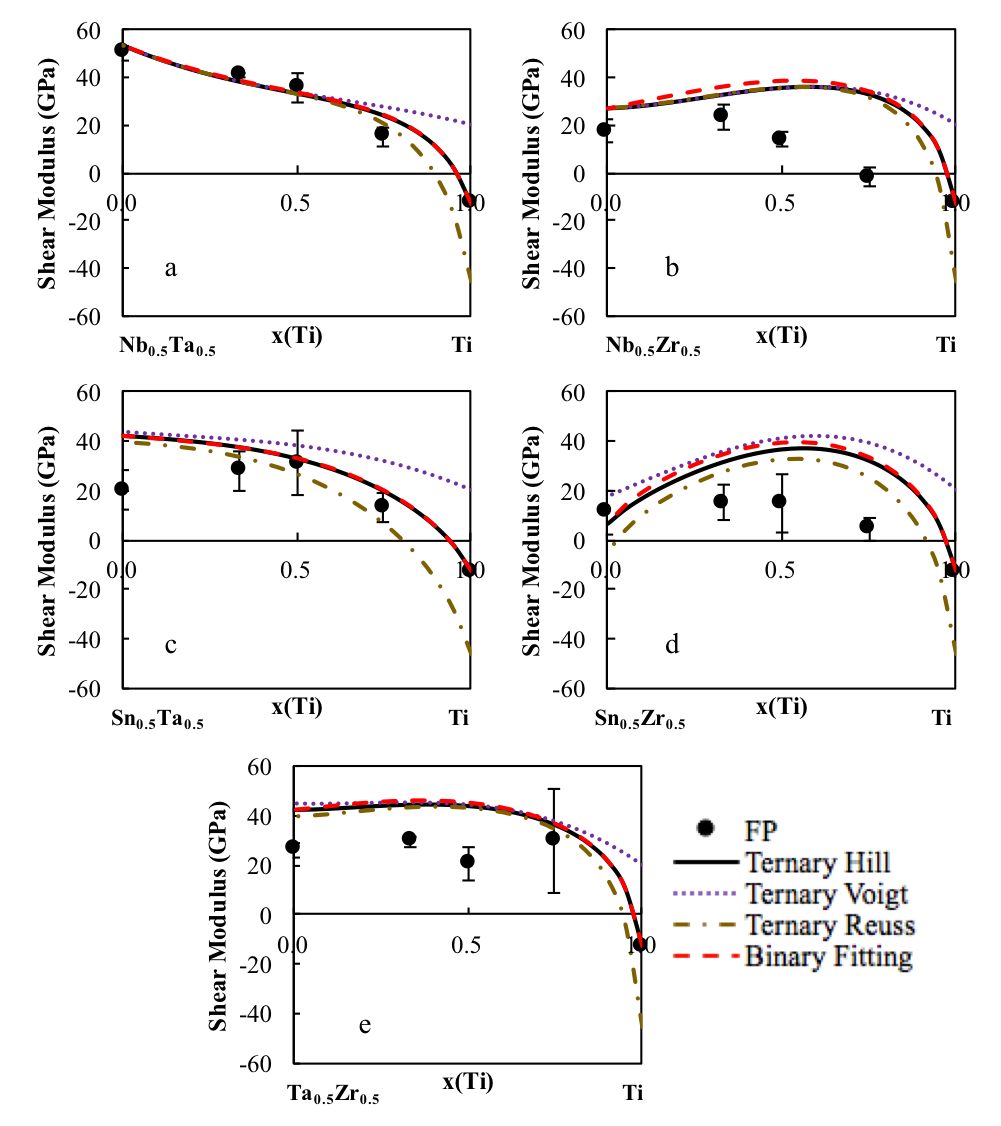 Shear Modulus (GPa)
60
40
20
0
-20
-40
-60
0.0
0.5
1.0
a
x(Ti)
Nb0.5Ta0.5
Ti
Shear Modulus (GPa)
60
40
20
0
-20
-40
-60
0.0
0.5
1.0
b
x(Ti)
Nb0.5Zr0.5
Ti
Shear Modulus (GPa)
60
40
20
0
-20
-40
-60
0.0
0.5
1.0
c
x(Ti)
Sn0.5Ta0.5
Ti
Shear Modulus (GPa)
60
40
20
0
-20
-40
-60
0.0
0.5
1.0
d
x(Ti)
Sn0.5Zr0.5
Ti
Shear Modulus (GPa)
60
40
20
0
-20
-40
-60
0.0
0.5
1.0
e
x(Ti)
Ta0.5Zr0.5
Ti
FP
Ternary Hill
Ternary Voigt
Ternary Reuss
Binary Fitting